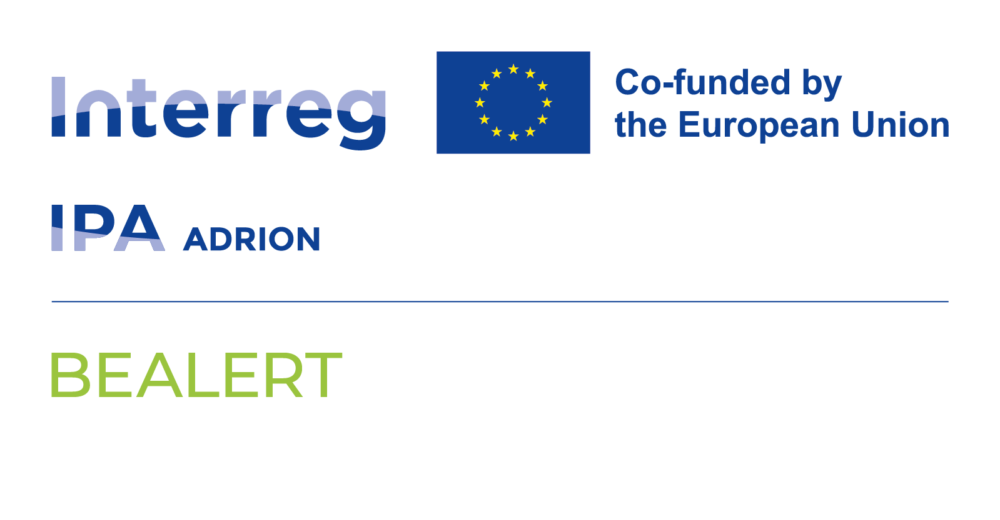 Interreg
Co-funded by
the European Union
IPA ADRION
BEALERT